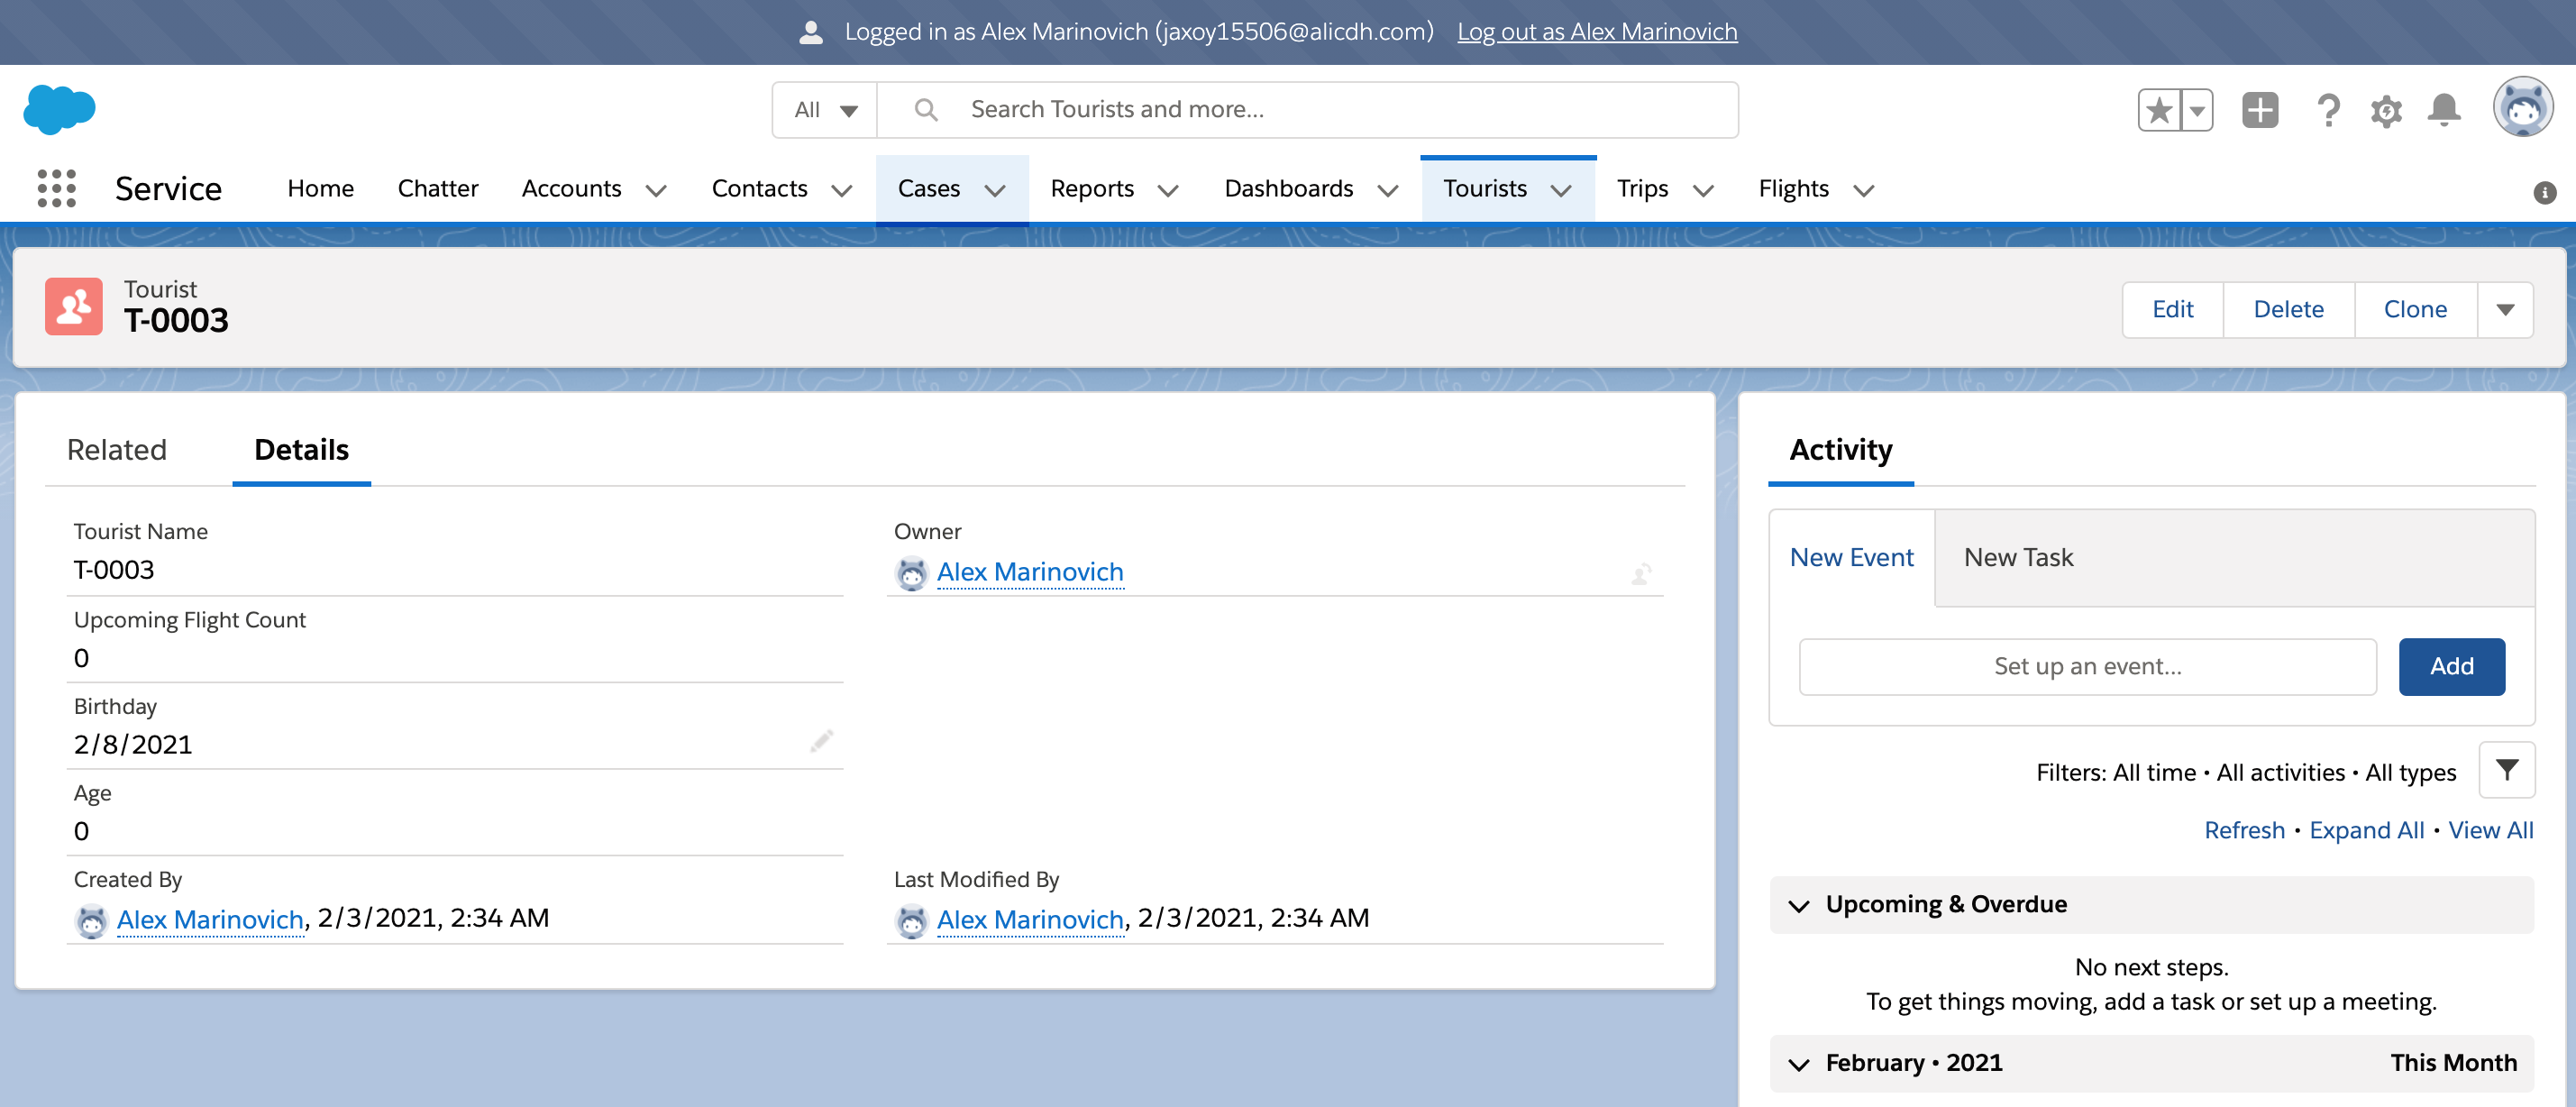 Logged in as Alex Marinovich (jaxoy15506@alicdh.com) Log out as Alex Marinovich
All Search Tourists and more...
Service Home Chatter Accounts Contacts Cases Reports Dashboards Tourists Trips Flights
Tourist
T-0003
Edit Delete Clone
Related Details
Tourist Name
T-0003
Owner
Alex Marinovich
Upcoming Flight Count
0
Birthday
2/8/2021
Age
0
Created By
Alex Marinovich, 2/3/2021, 2:34 AM
Last Modified By
Alex Marinovich, 2/3/2021, 2:34 AM
Activity
New Event New Task
Set up an event... Add
Filters: All time • All activities • All types
Refresh • Expand All • View All
Upcoming & Overdue
No next steps.
To get things moving, add a task or set up a meeting.
February • 2021 This Month